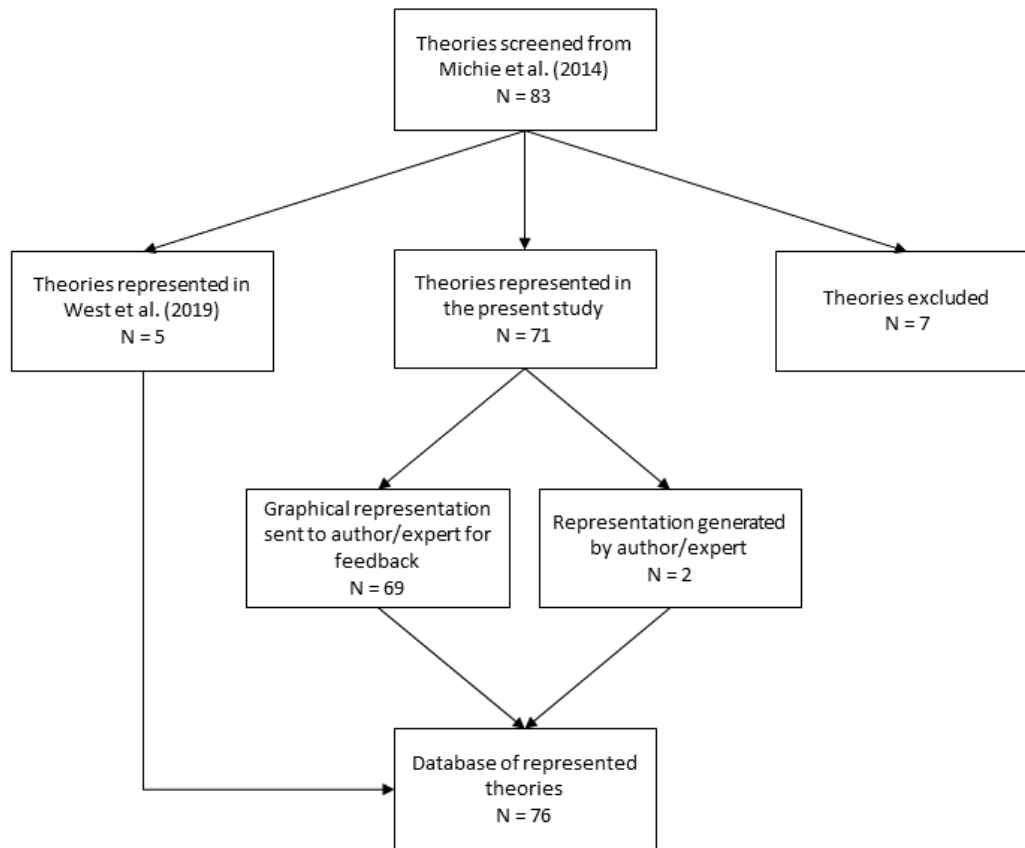 Theories screened from
Michie et al. (2014)
N = 83
Theories represented in
West et al. (2019)
N = 5
Theories represented in
the present study
N = 71
Theories excluded
N = 7
Graphical representation
sent to author/expert for
feedback
N = 69
Representation generated
by author/expert
N = 2
Database of represented
theories
N = 76